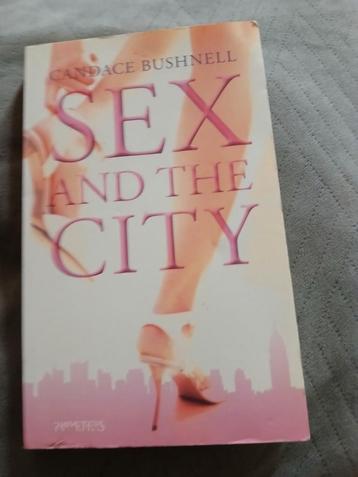 CANDACE BUSHNELL
SEX
AND THE
CITY